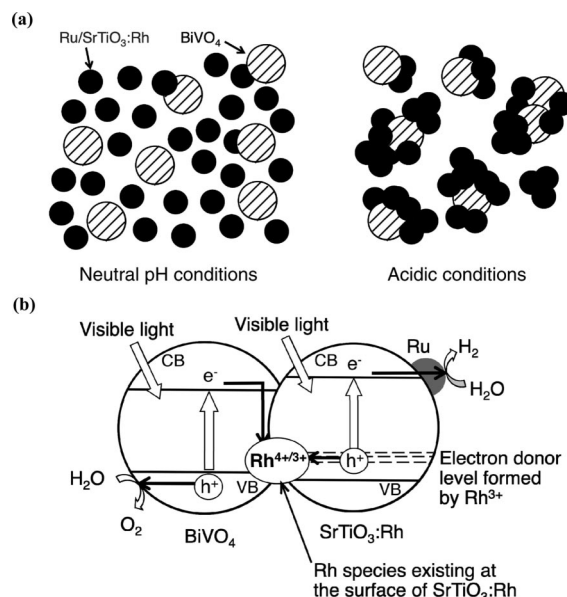 (a)
Ru/SrTiO₃:Rh
BiVO₄
Neutral pH conditions
Acidic conditions
(b)
Visible light
Visible light
CB
CB
Ru
H₂
H₂O
e⁻
e⁻
Rh⁴⁺/³⁺
h⁺
h⁺
H₂O
O₂
VB
VB
Electron donor
level formed
by Rh³⁺
BiVO₄
SrTiO₃:Rh
Rh species existing at
the surface of SrTiO₃:Rh